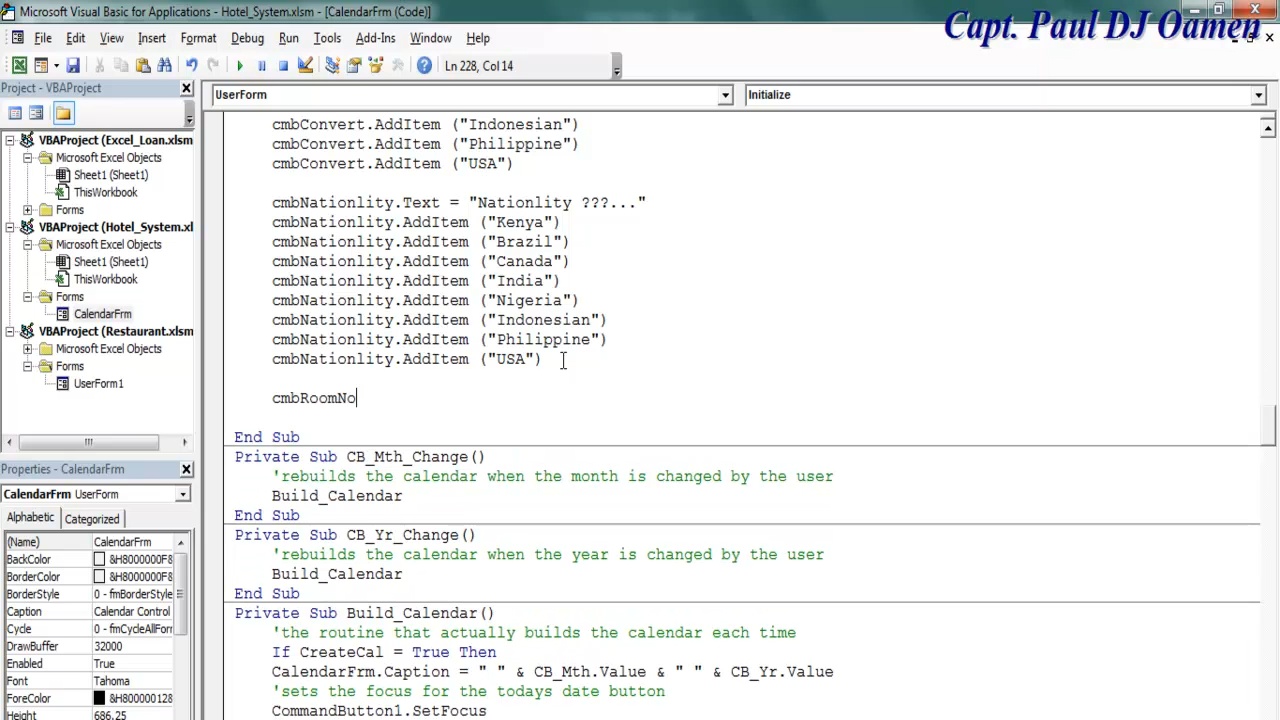 Microsoft Visual Basic for Applications - Hotel_System.xlsm - [CalendarFrm (Code)]
Capt. Paul DJ Oamen
File Edit View Insert Format Debug Run Tools Add-Ins Window Help
Ln 228, Col 14
Project - VBAProject
UserForm
Initialize
VBAProject (Excel_Loan.xlsm
Microsoft Excel Objects
Sheet1 (Sheet1)
ThisWorkbook
Forms
VBAProject (Hotel_System.xl
Microsoft Excel Objects
Sheet1 (Sheet1)
ThisWorkbook
Forms
CalendarFrm
VBAProject (Restaurant.xlsm
Microsoft Excel Objects
Forms
UserForm1
Properties - CalendarFrm
CalendarFrm UserForm
Alphabetic Categorized
(Name) CalendarFrm
BackColor &H8000000F&
BorderColor &H8000000F&
BorderStyle 0 - fmBorderStyle
Caption Calendar Control
Cycle 0 - fmCycleAllForm
DrawBuffer 32000
Enabled True
Font Tahoma
ForeColor &H80000012&
Height 686.25
cmbConvert.AddItem ("Indonesian")
cmbConvert.AddItem ("Philippine")
cmbConvert.AddItem ("USA")
cmbNationlity.Text = "Nationlity ???..."
cmbNationlity.AddItem ("Kenya")
cmbNationlity.AddItem ("Brazil")
cmbNationlity.AddItem ("Canada")
cmbNationlity.AddItem ("India")
cmbNationlity.AddItem ("Nigeria")
cmbNationlity.AddItem ("Indonesian")
cmbNationlity.AddItem ("Philippine")
cmbNationlity.AddItem ("USA")
cmbRoomNo
End Sub
Private Sub CB_Mth_Change()
'rebuilds the calendar when the month is changed by the user
Build_Calendar
End Sub
Private Sub CB_Yr_Change()
'rebuilds the calendar when the year is changed by the user
Build_Calendar
End Sub
Private Sub Build_Calendar()
'the routine that actually builds the calendar each time
If CreateCal = True Then
CalendarFrm.Caption = " " & CB_Mth.Value & " " & CB_Yr.Value
'sets the focus for the todays date button
CommandButton1.SetFocus